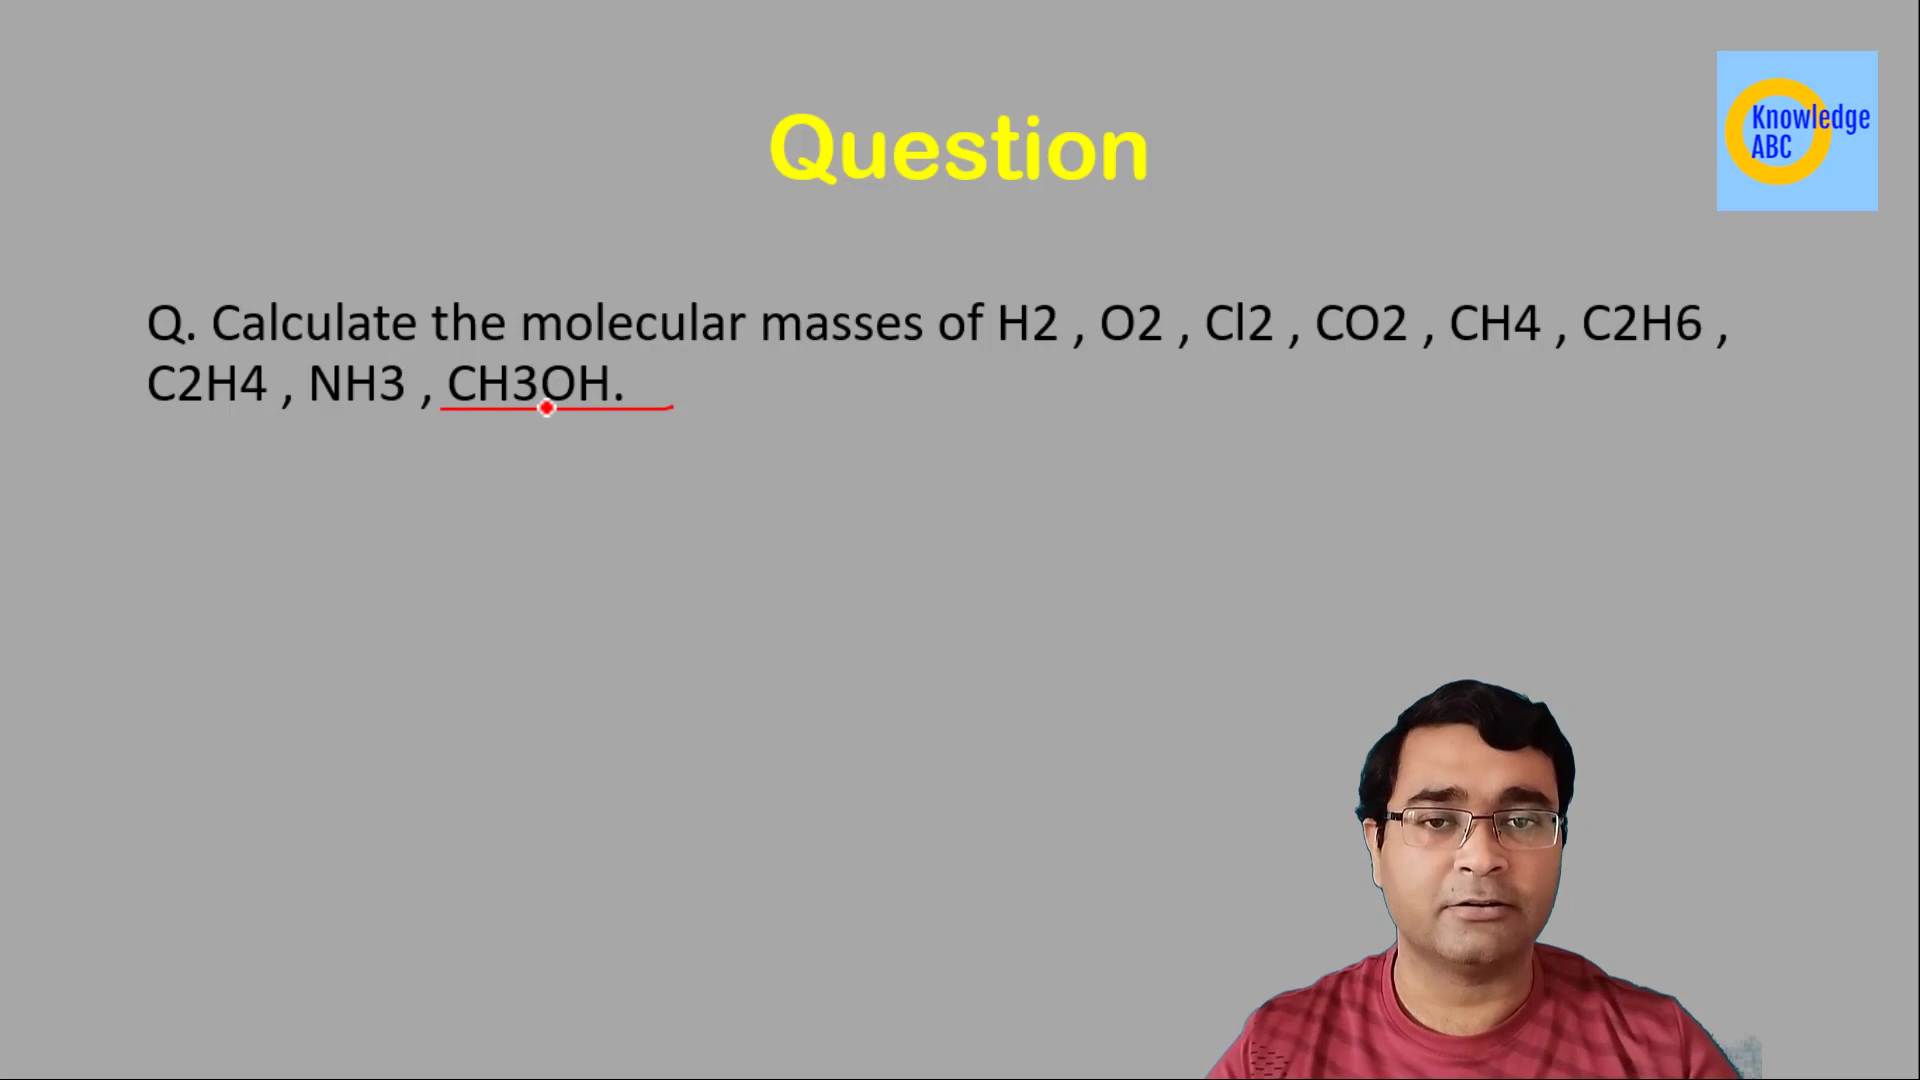 Question
Knowledge
ABC
Q. Calculate the molecular masses of H2 , O2 , Cl2 , CO2 , CH4 , C2H6 ,
C2H4 , NH3 , CH3OH.